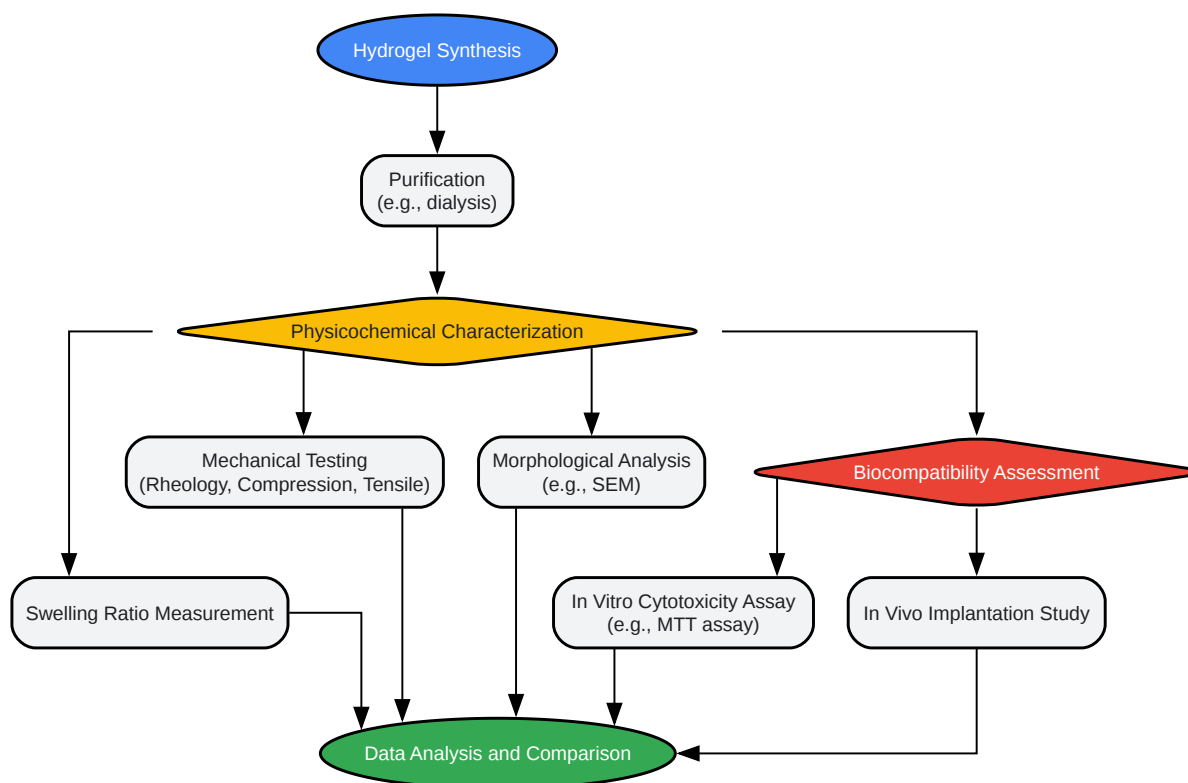 Hydrogel Synthesis
Purification
(e.g., dialysis)
Physicochemical Characterization
Mechanical Testing
(Rheology, Compression, Tensile)
Morphological Analysis
(e.g., SEM)
Biocompatibility Assessment
Swelling Ratio Measurement
In Vitro Cytotoxicity Assay
(e.g., MTT assay)
In Vivo Implantation Study
Data Analysis and Comparison